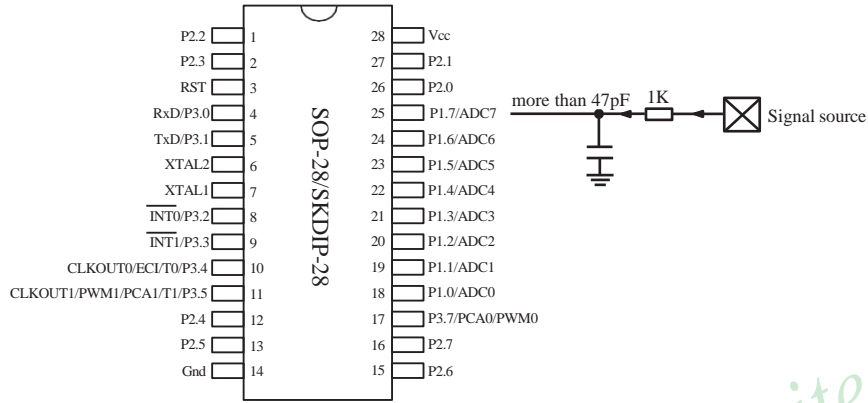 P2.2 1 28 Vcc
P2.3 2 27 P2.1
RST 3 26 P2.0
RxD/P3.0 4 25 P1.7/ADC7
TxD/P3.1 5 24 P1.6/ADC6
XTAL2 6 23 P1.5/ADC5
XTAL1 7 22 P1.4/ADC4
INT0/P3.2 8 21 P1.3/ADC3
INT1/P3.3 9 20 P1.2/ADC2
CLKOUT0/ECI/T0/P3.4 10 19 P1.1/ADC1
CLKOUT1/PWM1/PCA1/T1/P3.5 11 18 P1.0/ADC0
P2.4 12 17 P3.7/PCA0/PWM0
P2.5 13 16 P2.7
Gnd 14 15 P2.6
SOP-28/SKDIP-28
more than 47pF 1K
Signal source